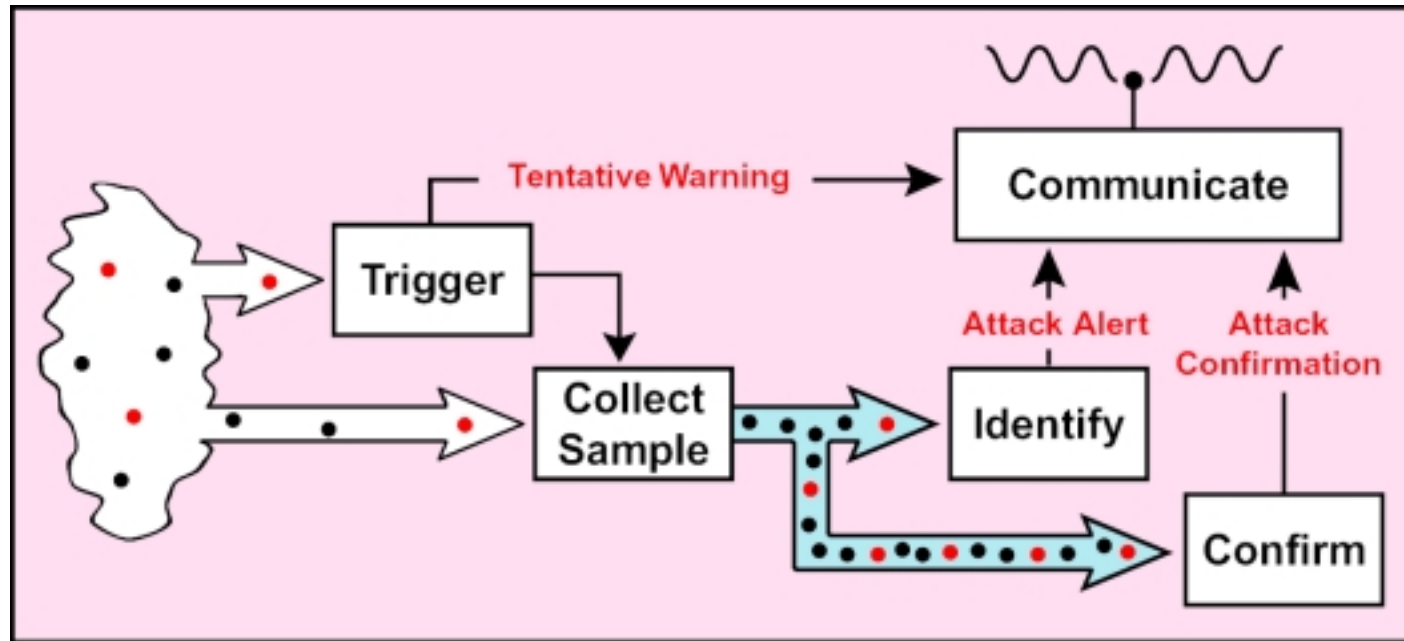 Tentative Warning
Communicate
Trigger
Attack Alert
Attack
Confirmation
Collect
Sample
Identify
Confirm